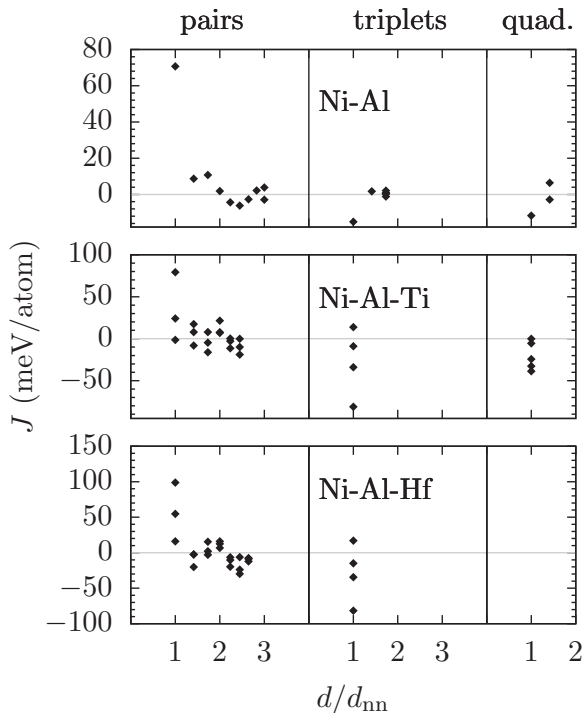 pairs triplets quad.
80
60
40
20
0
Ni-Al
100
50
0
−50
Ni-Al-Ti
150
100
50
0
−50
−100
Ni-Al-Hf
J (meV/atom)
1 2 3 1 2 3 1 2
d/dnn